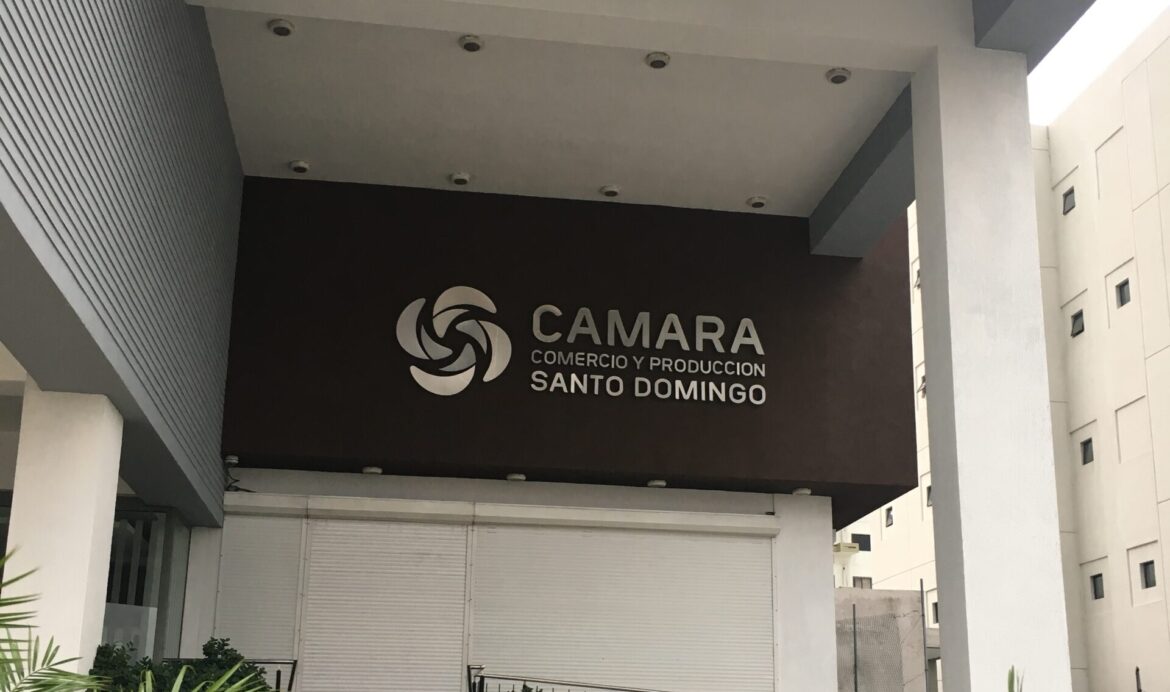 CAMARA
COMERCIO Y PRODUCCION
SANTO DOMINGO